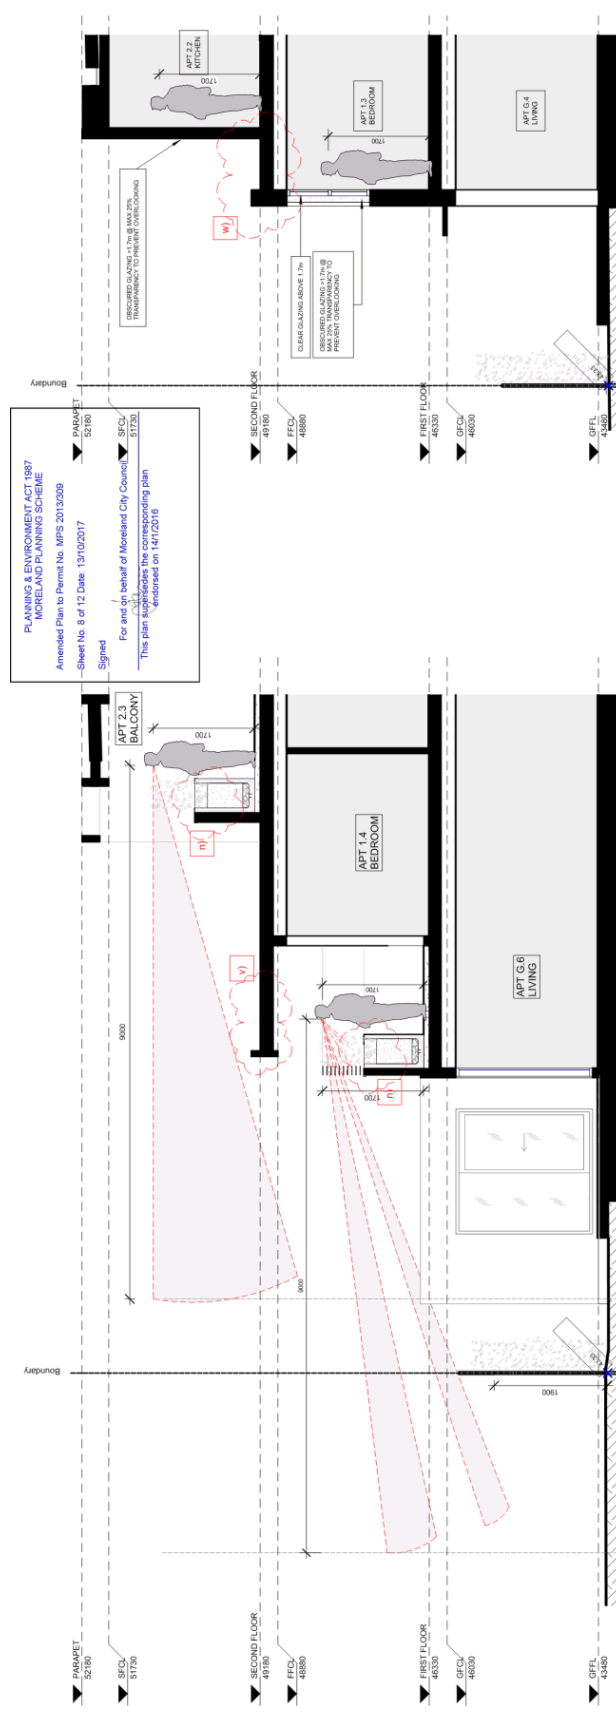 APT 2.2
KITCHEN
1700
OBSCURED GLAZING >1.7m @ MAX 25%
TRANSPARENCY TO PREVENT OVERLOOKING
w)
APT 1.3
BEDROOM
1700
CLEAR GLAZING ABOVE 1.7m
OBSCURED GLAZING >1.7m @
MAX 25% TRANSPARENCY TO
PREVENT OVERLOOKING
APT G.4
LIVING
Boundary
PARAPET
52180
SFCL
51730
SECOND FLOOR
49180
FFCL
48880
FIRST FLOOR
46330
GFCL
46030
GFFL
43480
PLANNING & ENVIRONMENT ACT 1987
MORELAND PLANNING SCHEME
Amended Plan to Permit No. MPS 2013/309
Sheet No. 8 of 12 Date: 13/10/2017
Signed
For and on behalf of Moreland City Council
This plan supersedes the corresponding plan
endorsed on 14/1/2016
APT 2.3
BALCONY
1700
n)
9000
v)
APT 1.4
BEDROOM
1700
n)
1700
9000
APT G.6
LIVING
Boundary
1900
PARAPET
52180
SFCL
51730
SECOND FLOOR
49180
FFCL
48880
FIRST FLOOR
46330
GFCL
46030
GFFL
43480